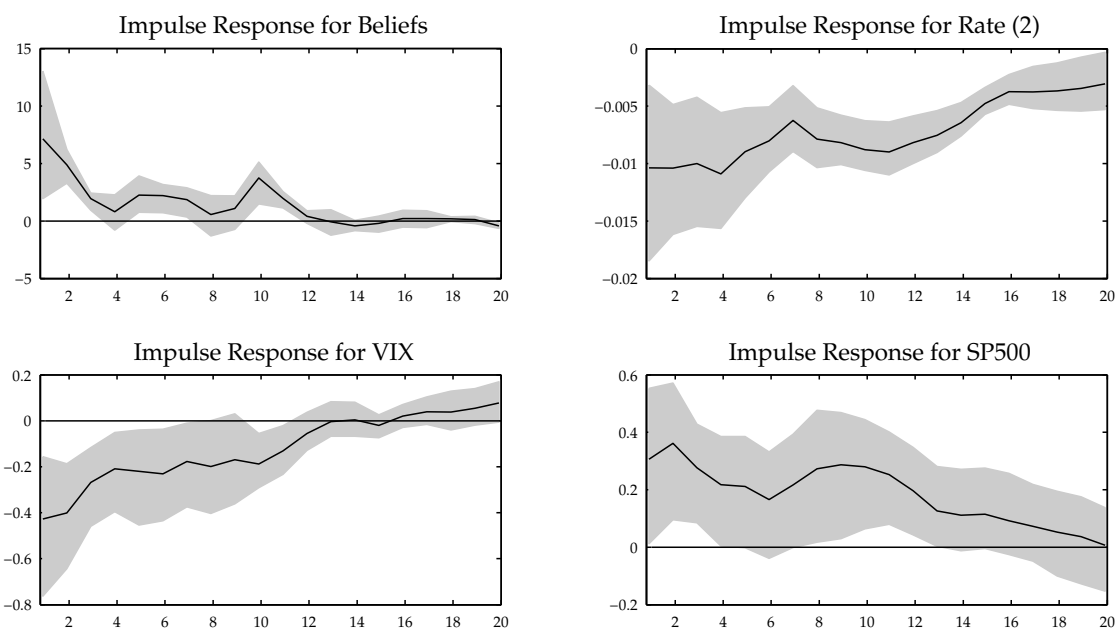 Impulse Response for Beliefs
15
10
5
0
−5
2 4 6 8 10 12 14 16 18 20
Impulse Response for Rate (2)
0
−0.005
−0.01
−0.015
−0.02
2 4 6 8 10 12 14 16 18 20
Impulse Response for VIX
0.2
0
−0.2
−0.4
−0.6
−0.8
2 4 6 8 10 12 14 16 18 20
Impulse Response for SP500
0.6
0.4
0.2
0
−0.2
2 4 6 8 10 12 14 16 18 20